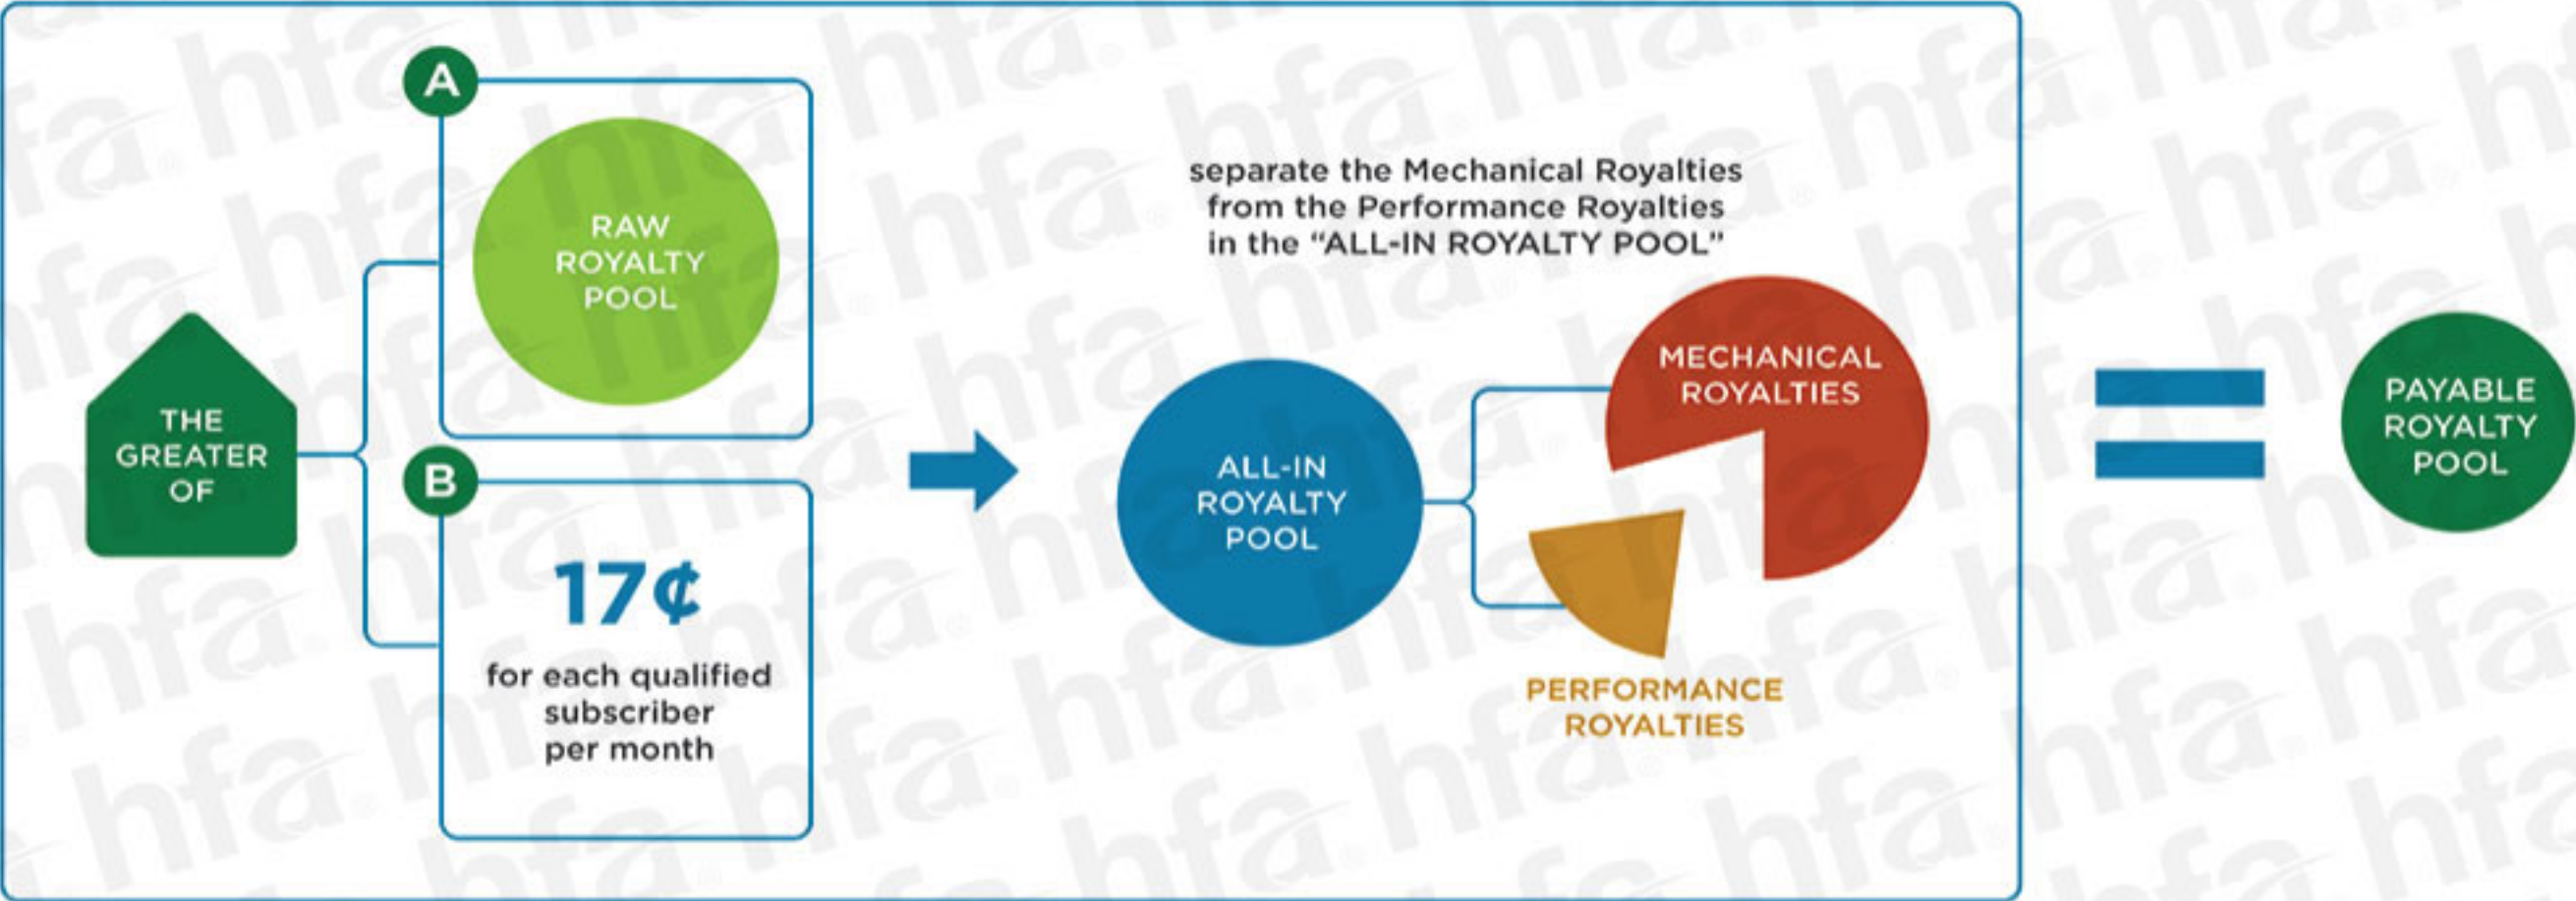 A
RAW
ROYALTY
POOL
THE
GREATER
OF
B
17¢
for each qualified
subscriber
per month
separate the Mechanical Royalties
from the Performance Royalties
in the “ALL-IN ROYALTY POOL”
ALL-IN
ROYALTY
POOL
MECHANICAL
ROYALTIES
PERFORMANCE
ROYALTIES
PAYABLE
ROYALTY
POOL
hfa